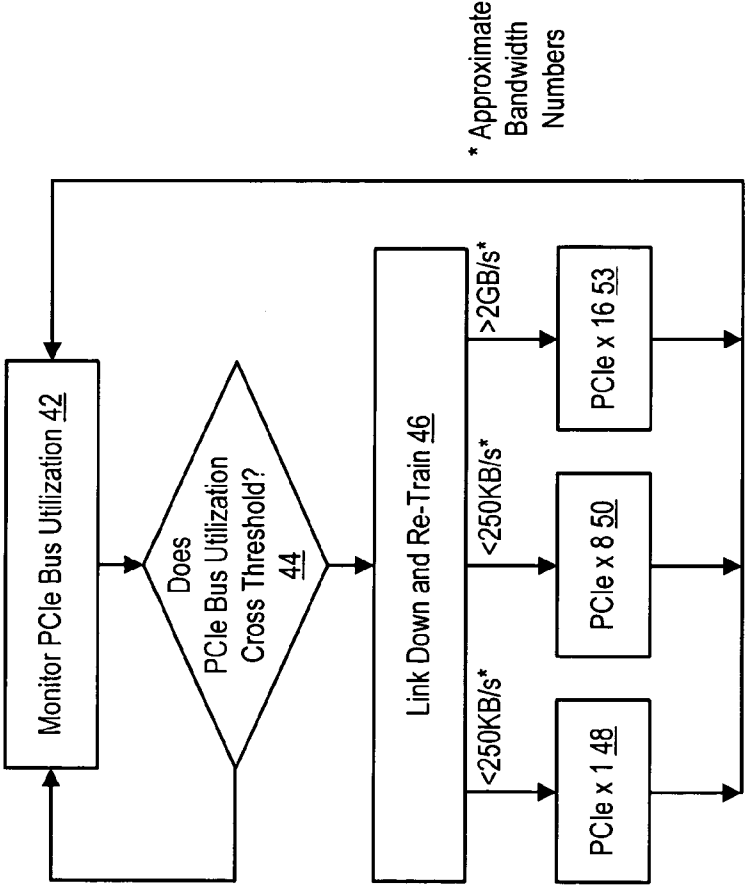 Monitor PCIe Bus Utilization 42
Does
PCIe Bus Utilization
Cross Threshold?
44
Link Down and Re-Train 46
<250KB/s*
<250KB/s*
>2GB/s*
PCIe x 1 48
PCIe x 8 50
PCIe x 16 53
* Approximate
Bandwidth
Numbers